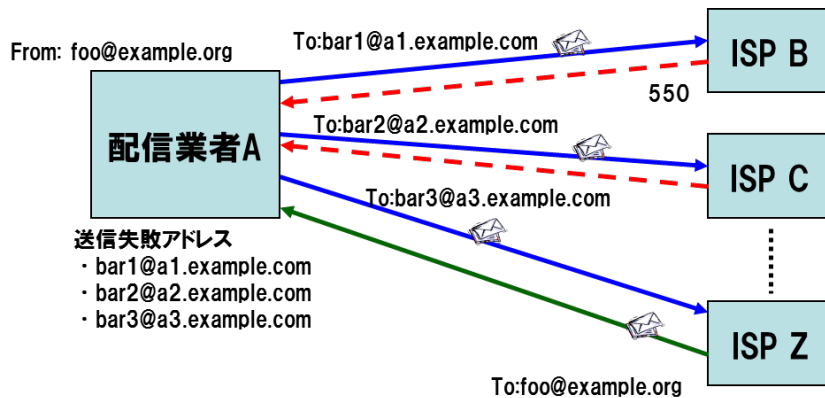 From: foo@example.org
To:bar1@a1.example.com
ISP B
550
配信業者A
To:bar2@a2.example.com
ISP C
To:bar3@a3.example.com
送信失敗アドレス
・bar1@a1.example.com
・bar2@a2.example.com
・bar3@a3.example.com
ISP Z
To:foo@example.org